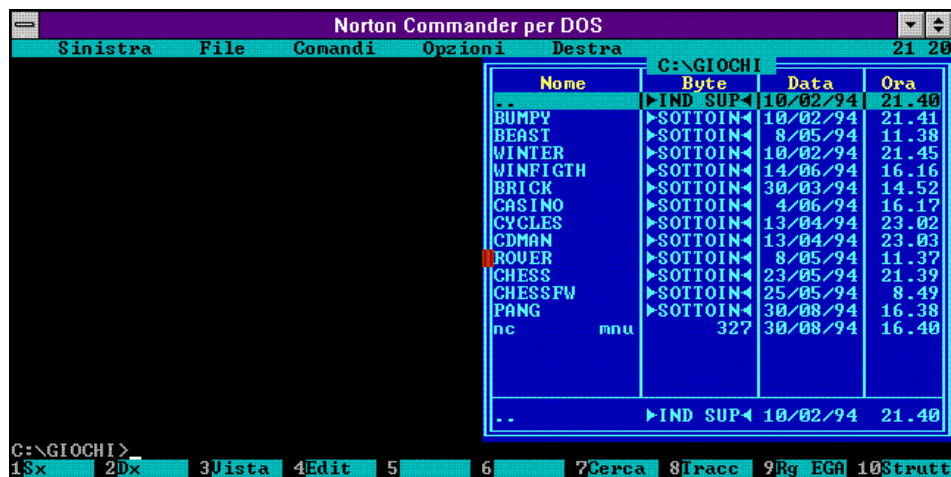 Norton Commander per DOS
Sinistra File Comandi Opzioni Destra 21 20
C:\GIOCHI
Nome Byte Data Ora
.. ►IND SUP◄ 10/02/94 21.40
BUMPY ►SOTTOIN◄ 10/02/94 21.41
BEAST ►SOTTOIN◄ 8/05/94 11.38
WINTER ►SOTTOIN◄ 10/02/94 21.45
WINFIGTH ►SOTTOIN◄ 14/06/94 16.16
BRICK ►SOTTOIN◄ 30/03/94 14.52
CASINO ►SOTTOIN◄ 4/06/94 16.17
CYCLES ►SOTTOIN◄ 13/04/94 23.02
CDMAN ►SOTTOIN◄ 13/04/94 23.03
ROVER ►SOTTOIN◄ 8/05/94 11.37
CHESS ►SOTTOIN◄ 23/05/94 21.39
CHESSFW ►SOTTOIN◄ 25/05/94 8.49
PANG ►SOTTOIN◄ 30/08/94 16.38
nc mnu 327 30/08/94 16.40
.. ►IND SUP◄ 10/02/94 21.40
C:\GIOCHI>_
1Sx 2Dx 3Vista 4Edit 5 6 7Cerca 8Tracc 9Rg EGA 10Strutt